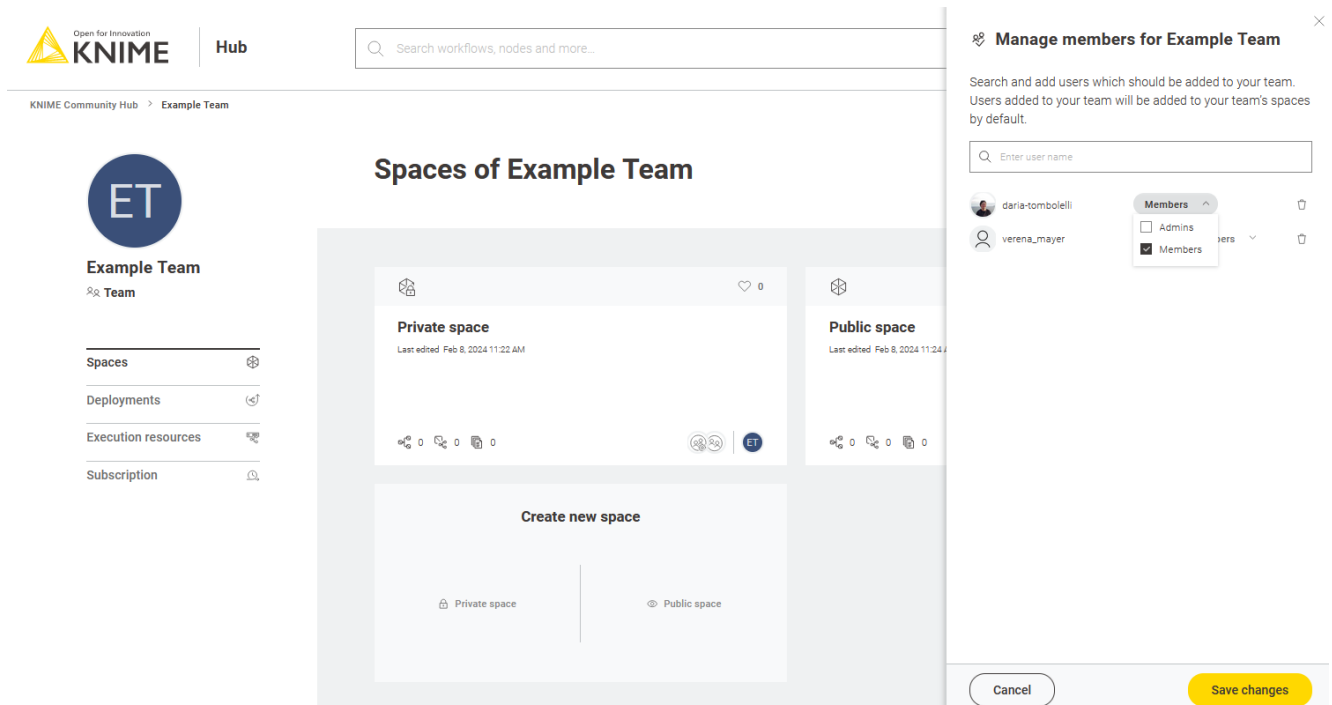 Open for Innovation
KNIME
Hub
Search workflows, nodes and more...
KNIME Community Hub > Example Team
ET
Example Team
Team
Spaces
Deployments
Execution resources
Subscription
Spaces of Example Team
0
Private space
Last edited Feb 8, 2024 11:22 AM
0 0 0
ET
Public space
Last edited Feb 8, 2024 11:24
0 0 0
Create new space
Private space
Public space
Manage members for Example Team
Search and add users which should be added to your team.
Users added to your team will be added to your team's spaces
by default.
Enter user name
daria-tombolelli
Members
Admins
Members
verena_mayer
bers
Cancel
Save changes